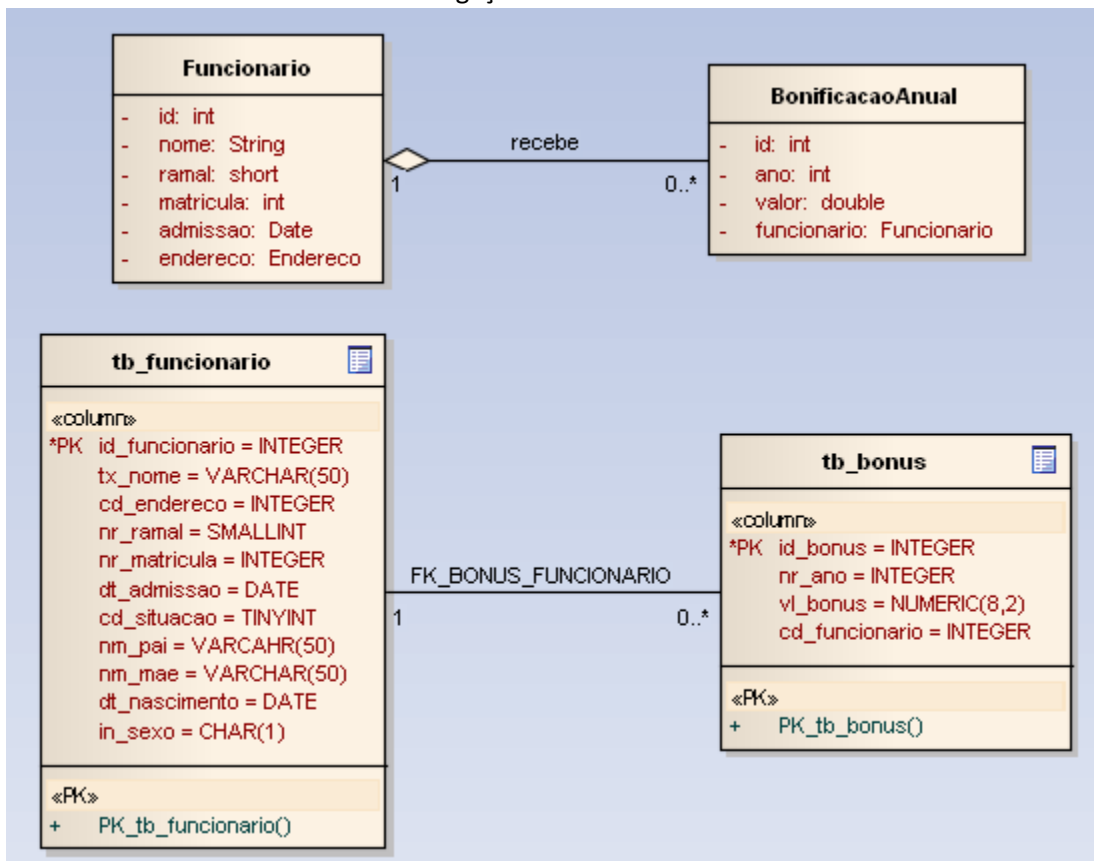 Funcionario
- id: int
- nome: String
- ramal: short
- matricula: int
- admissao: Date
- endereco: Endereco
recebe
1
0..*
BonificacaoAnual
- id: int
- ano: int
- valor: double
- funcionario: Funcionario
tb_funcionario
«column»
*PK id_funcionario = INTEGER
tx_nome = VARCHAR(50)
cd_endereco = INTEGER
nr_ramal = SMALLINT
nr_matricula = INTEGER
dt_admissao = DATE
cd_situacao = TINYINT
nm_pai = VARCAHR(50)
nm_mae = VARCHAR(50)
dt_nascimento = DATE
in_sexo = CHAR(1)
«PK»
+ PK_tb_funcionario()
FK_BONUS_FUNCIONARIO
1
0..*
tb_bonus
«column»
*PK id_bonus = INTEGER
nr_ano = INTEGER
vl_bonus = NUMERIC(8,2)
cd_funcionario = INTEGER
«PK»
+ PK_tb_bonus()